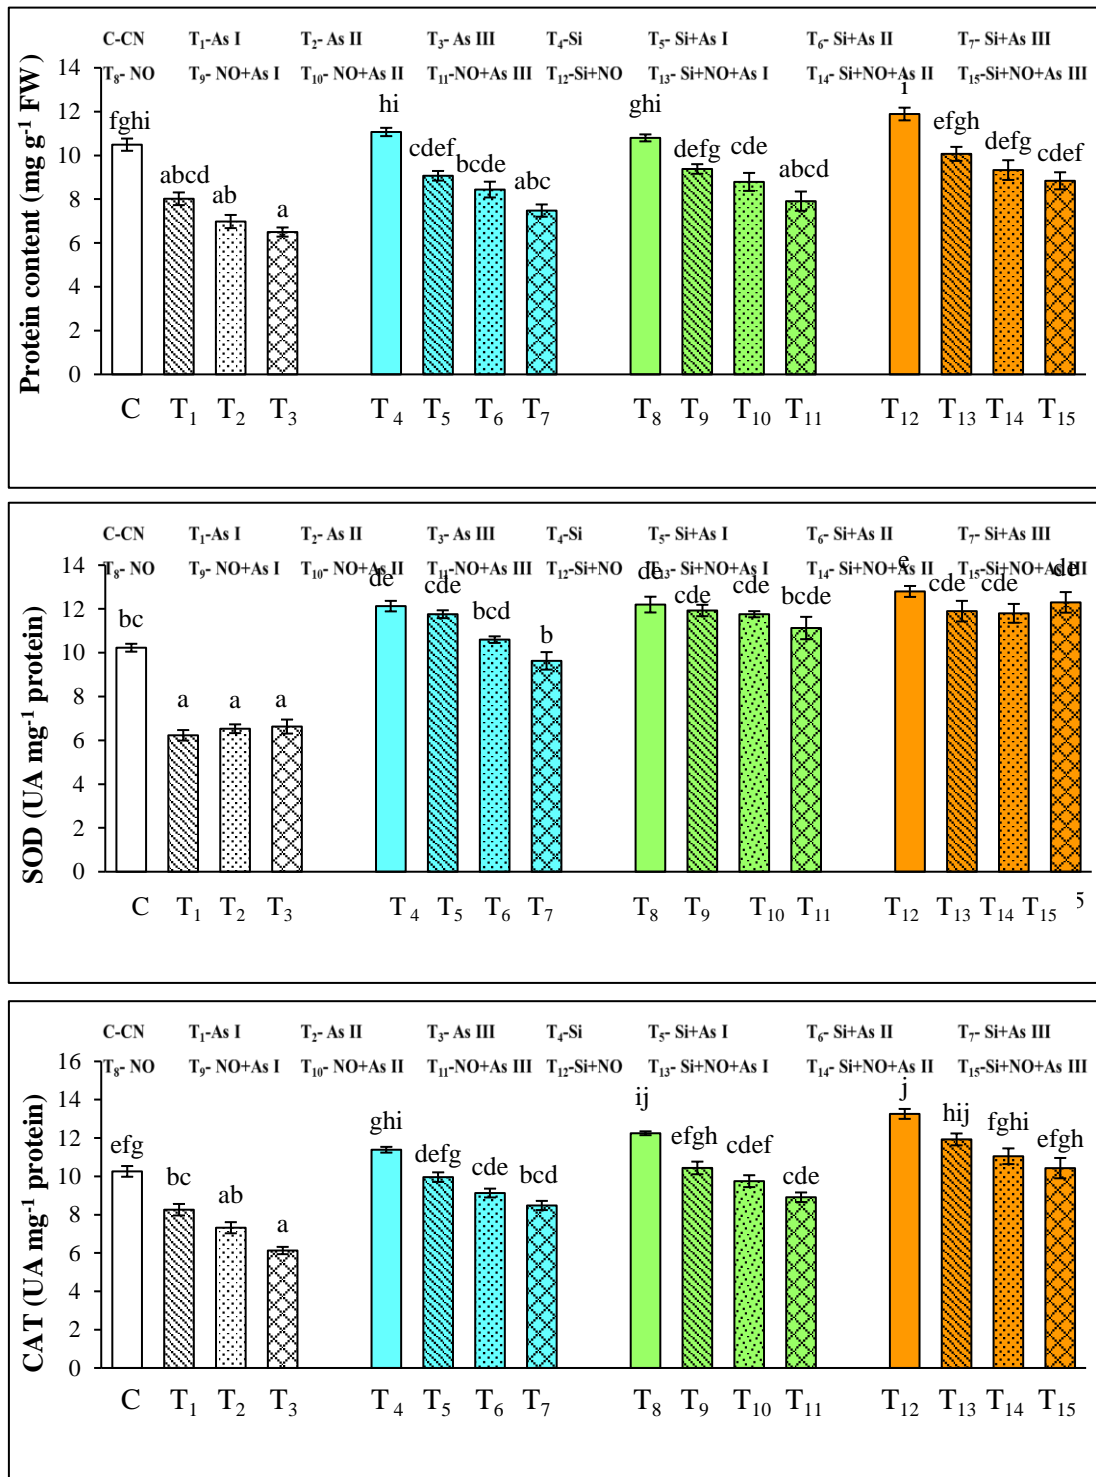 C-CN T₁-As I T₂- As II T₃- As III T₄-Si T₅- Si+As I T₆- Si+As II T₇- Si+As III
T₈- NO T₉- NO+As I T₁₀- NO+As II T₁₁-NO+As III T₁₂-Si+NO T₁₃- Si+NO+As I T₁₄- Si+NO+As II T₁₅-Si+NO+As III
Protein content (mg g⁻¹ FW)
14
12
10
8
6
4
2
0
fghi abcd ab a hi cdef bcde abc ghi defg cde abcd i efgh defg cdef
C T₁ T₂ T₃ T₄ T₅ T₆ T₇ T₈ T₉ T₁₀ T₁₁ T₁₂ T₁₃ T₁₄ T₁₅
C-CN T₁-As I T₂- As II T₃- As III T₄-Si T₅- Si+As I T₆- Si+As II T₇- Si+As III
T₈- NO T₉- NO+As I T₁₀- NO+As II T₁₁-NO+As III T₁₂-Si+NO T₁₃- Si+NO+As I T₁₄- Si+NO+As II T₁₅-Si+NO+As III
SOD (UA mg⁻¹ protein)
14
12
10
8
6
4
2
0
bc a a a de cde bcd b de cde cde bcde e cde cde de
C T₁ T₂ T₃ T₄ T₅ T₆ T₇ T₈ T₉ T₁₀ T₁₁ T₁₂ T₁₃ T₁₄ T₁₅ 5
C-CN T₁-As I T₂- As II T₃- As III T₄-Si T₅- Si+As I T₆- Si+As II T₇- Si+As III
T₈- NO T₉- NO+As I T₁₀- NO+As II T₁₁-NO+As III T₁₂-Si+NO T₁₃- Si+NO+As I T₁₄- Si+NO+As II T₁₅-Si+NO+As III
CAT (UA mg⁻¹ protein)
16
14
12
10
8
6
4
2
0
efg bc ab a ghi defg cde bcd ij efgh cdef cde j hij fghi efgh
C T₁ T₂ T₃ T₄ T₅ T₆ T₇ T₈ T₉ T₁₀ T₁₁ T₁₂ T₁₃ T₁₄ T₁₅